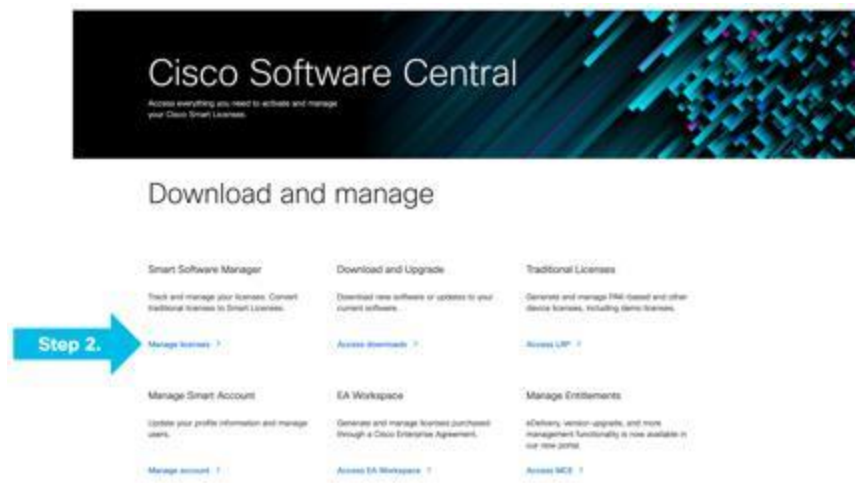 Cisco Software Central
Access everything you need to activate and manage
your Cisco Smart Licenses.
Download and manage
Smart Software Manager
Track and manage your licenses. Convert
traditional licenses to Smart Licenses.
Step 2.
Manage licenses
Download and Upgrade
Download new software or updates to your
current software.
Access downloads
Traditional Licenses
Generate and manage PAK-based and other
device licenses, including demo licenses.
Access LRP
Manage Smart Account
Update your profile information and manage
users.
Manage account
EA Workspace
Generate and manage licenses purchased
through a Cisco Enterprise Agreement.
Access EA Workspace
Manage Entitlements
eDelivery, version-upgrade, and more
management functionality is now available in
our new portal.
Access MCE